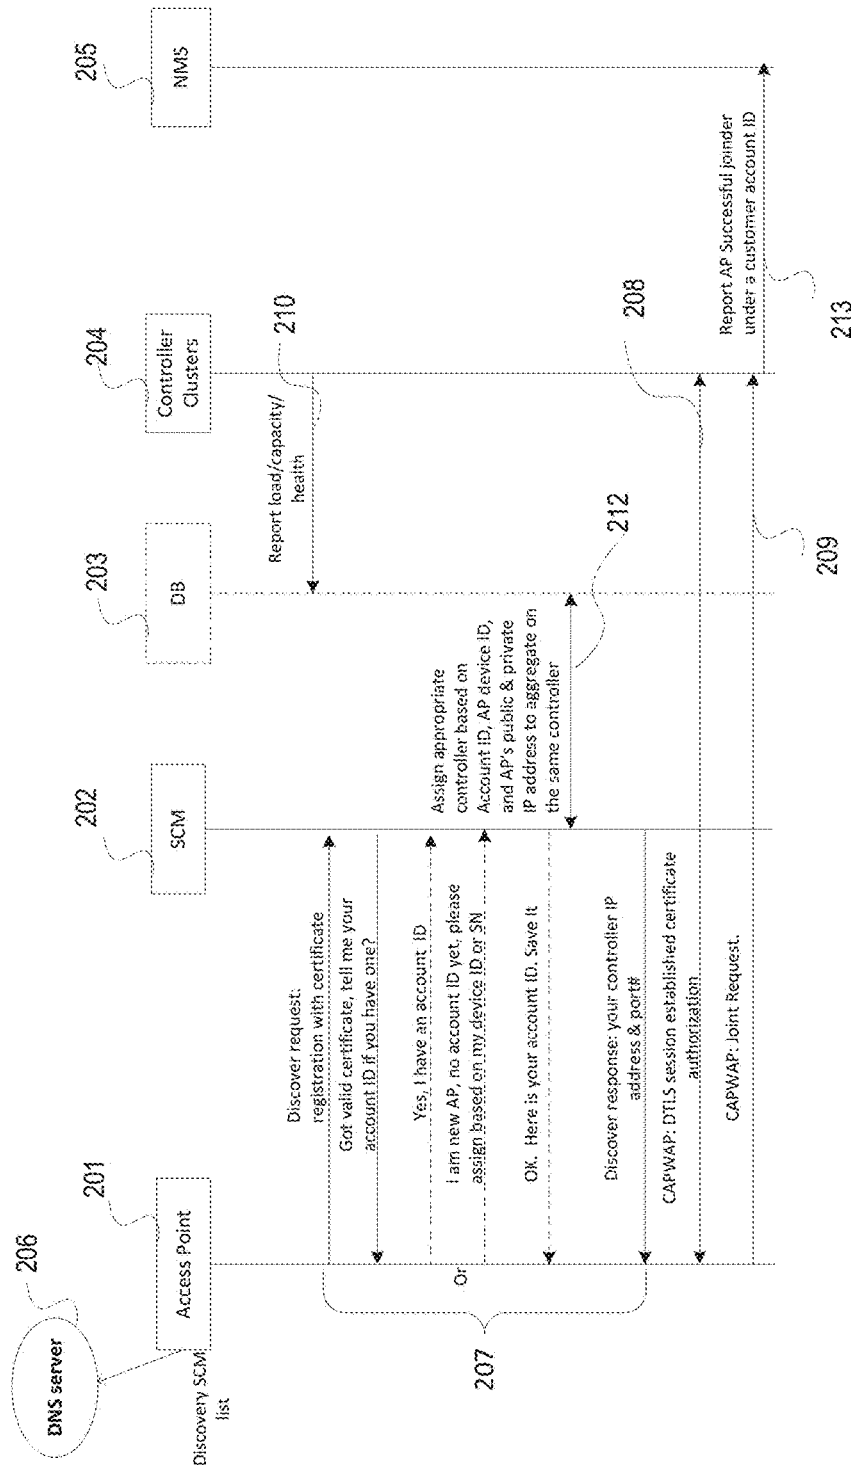 DNS server
206
Discovery SCM
list
Access Point
201
SCM
202
DB
203
Controller
Clusters
204
NMS
205
Discover request:
registration with certificate
Got valid certificate, tell me your
account ID if you have one?
Yes, I have an account ID
Or
I am new AP, no account ID yet, please
assign based on my device ID or SN
OK. Here is your account ID. Save it
Discover response: your controller IP
address & port#
207
Report load/capacity/
health
210
Assign appropriate
controller based on
Account ID, AP device ID,
and AP's public & private
IP address to aggregate on
the same controller
212
CAPWAP: DTLS session established certificate
authorization
208
CAPWAP: Joint Request.
209
Report AP Successful joinder
under a customer account ID
213